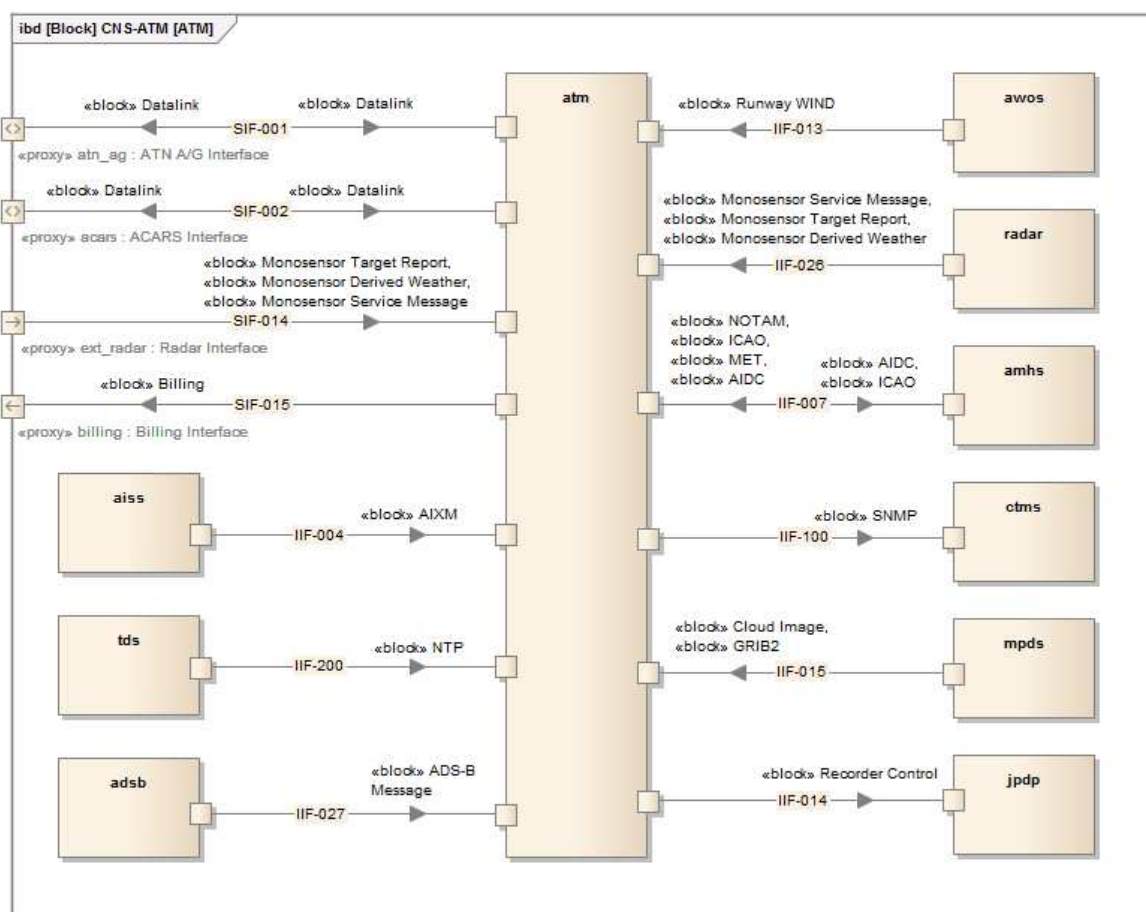 ibd [Block] CNS-ATM [ATM]
«block» Datalink
«block» Datalink
SIF-001
«proxy» atn_ag : ATN A/G Interface
«block» Datalink
«block» Datalink
SIF-002
«proxy» acars : ACARS Interface
«block» Monosensor Target Report,
«block» Monosensor Derived Weather,
«block» Monosensor Service Message
SIF-014
«proxy» ext_radar : Radar Interface
«block» Billing
SIF-015
«proxy» billing : Billing Interface
aiss
«block» AIXM
IIF-004
tds
«block» NTP
IIF-200
adsb
«block» ADS-B
Message
IIF-027
atm
«block» Runway WIND
IIF-013
awos
«block» Monosensor Service Message,
«block» Monosensor Target Report,
«block» Monosensor Derived Weather
IIF-026
radar
«block» NOTAM,
«block» ICAO,
«block» MET,
«block» AIDC
«block» AIDC,
«block» ICAO
IIF-007
amhs
«block» SNMP
IIF-100
ctms
«block» Cloud Image,
«block» GRIB2
IIF-015
mpds
«block» Recorder Control
IIF-014
jpdp